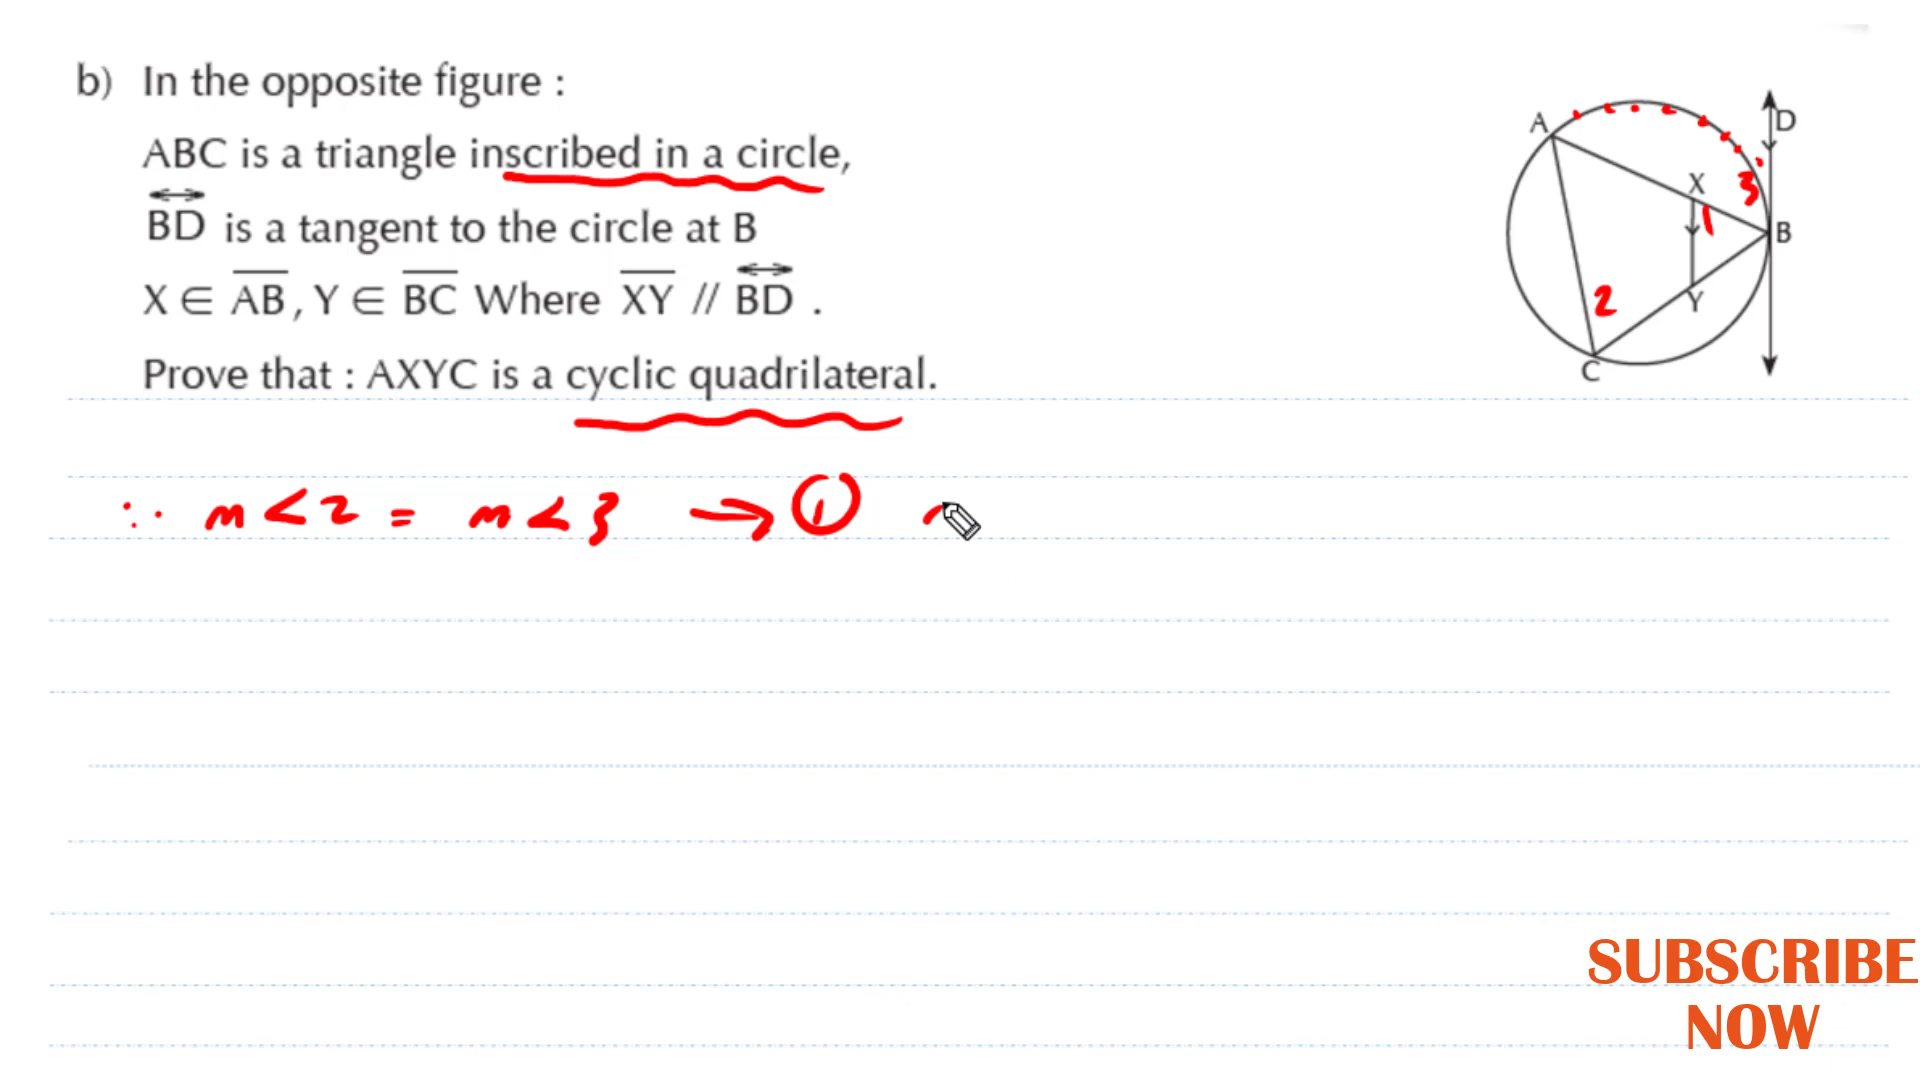 b) In the opposite figure :
ABC is a triangle inscribed in a circle,
BD is a tangent to the circle at B
X ∈ AB, Y ∈ BC Where XY // BD .
Prove that : AXYC is a cyclic quadrilateral.
A
D
X
3
1
B
2
Y
C
∵ m < 2 = m < 3 → ①
SUBSCRIBE
NOW